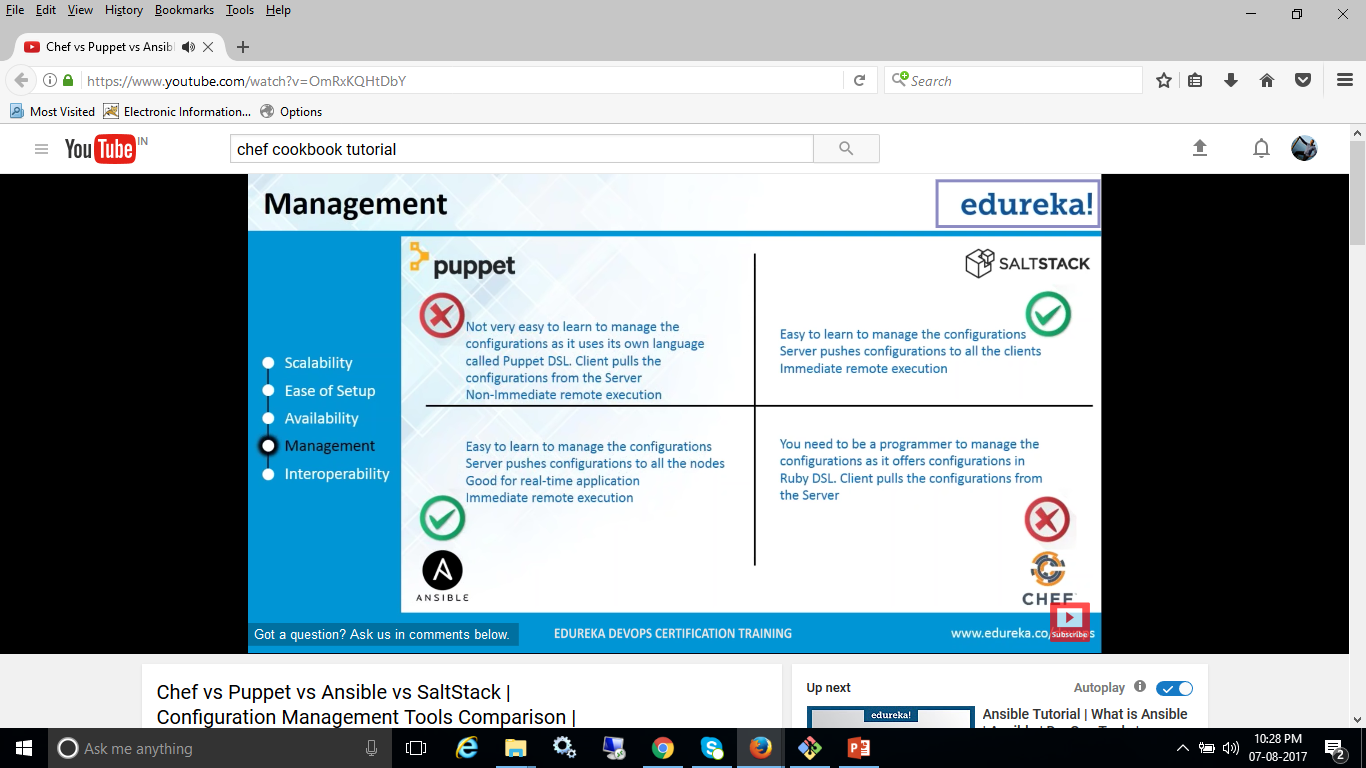 File Edit View History Bookmarks Tools Help
Chef vs Puppet vs Ansibl
https://www.youtube.com/watch?v=OmRxKQHtDbY
Search
Most Visited Electronic Information... Options
YouTube IN
chef cookbook tutorial
Management
edureka!
Scalability
Ease of Setup
Availability
Management
Interoperability
puppet
Not very easy to learn to manage the
configurations as it uses its own language
called Puppet DSL. Client pulls the
configurations from the Server
Non-Immediate remote execution
SALTSTACK
Easy to learn to manage the configurations
Server pushes configurations to all the clients
Immediate remote execution
Easy to learn to manage the configurations
Server pushes configurations to all the nodes
Good for real-time application
Immediate remote execution
ANSIBLE
You need to be a programmer to manage the
configurations as it offers configurations in
Ruby DSL. Client pulls the configurations from
the Server
CHEF
Subscribe
Got a question? Ask us in comments below.
EDUREKA DEVOPS CERTIFICATION TRAINING
www.edureka.co/
Chef vs Puppet vs Ansible vs SaltStack |
Configuration Management Tools Comparison |
Up next
Autoplay
edureka!
Ansible Tutorial | What is Ansible
Ask me anything
10:28 PM
07-08-2017
2